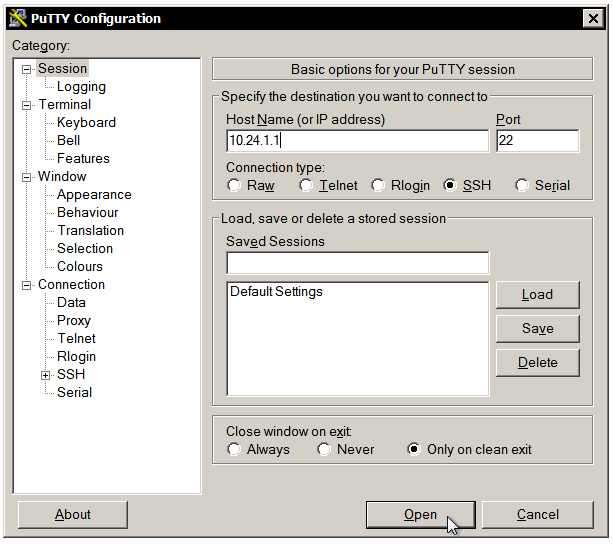 PuTTY Configuration
Category:
Session
Logging
Terminal
Keyboard
Bell
Features
Window
Appearance
Behaviour
Translation
Selection
Colours
Connection
Data
Proxy
Telnet
Rlogin
SSH
Serial
Basic options for your PuTTY session
Specify the destination you want to connect to
Host Name (or IP address) Port
10.24.1.1 22
Connection type:
Raw Telnet Rlogin SSH Serial
Load, save or delete a stored session
Saved Sessions
Default Settings
Load
Save
Delete
Close window on exit:
Always Never Only on clean exit
About Open Cancel